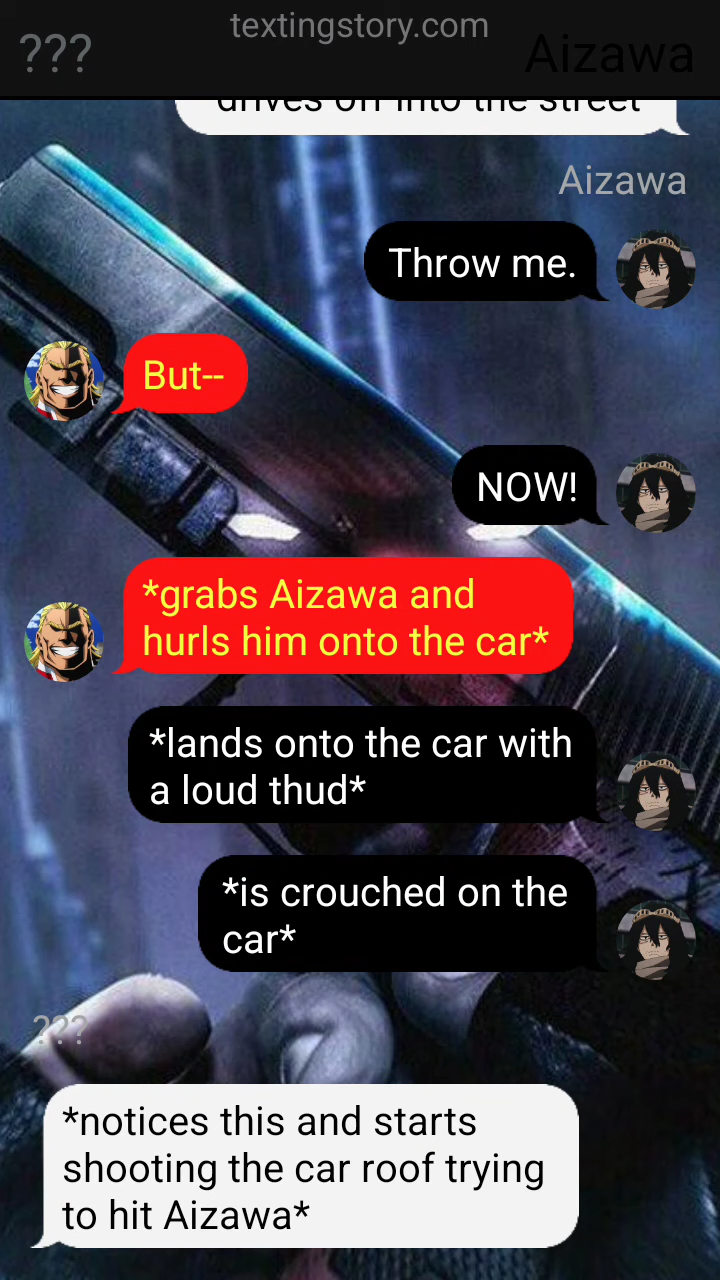 textingstory.com
??? Aizawa
drives off into the street
Aizawa
Throw me.
But--
NOW!
*grabs Aizawa and
hurls him onto the car*
*lands onto the car with
a loud thud*
*is crouched on the
car*
???
*notices this and starts
shooting the car roof trying
to hit Aizawa*